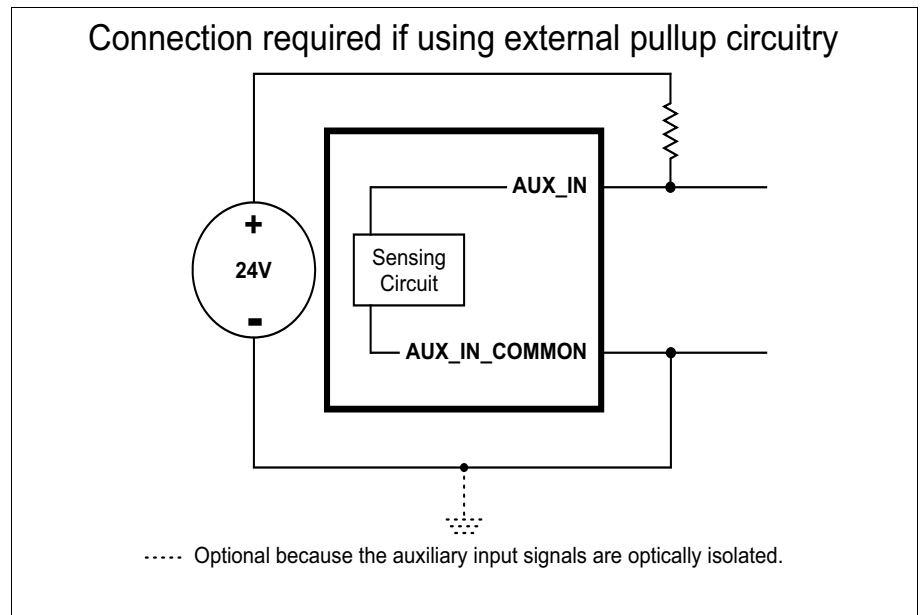 Connection required if using external pullup circuitry
AUX_IN
+
24V
-
Sensing
Circuit
AUX_IN_COMMON
Optional because the auxiliary input signals are optically isolated.